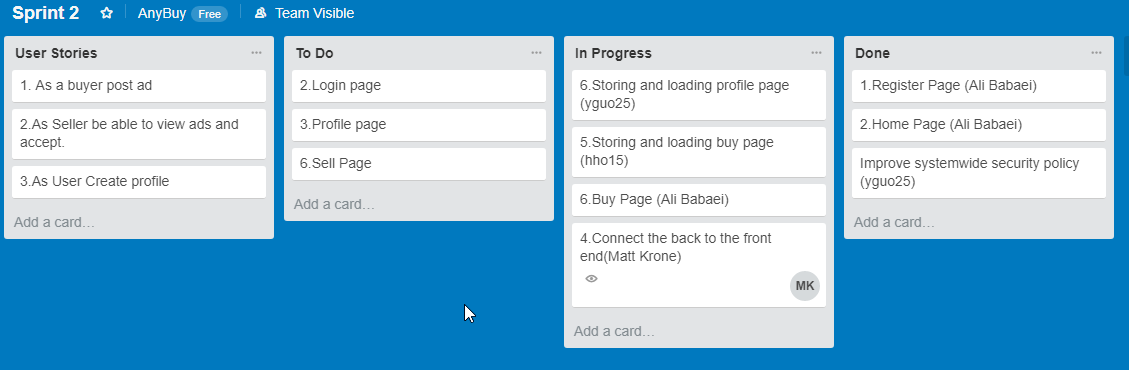 Sprint 2 AnyBuy Free Team Visible
User Stories
1. As a buyer post ad
2.As Seller be able to view ads and
accept.
3.As User Create profile
Add a card…
To Do
2.Login page
3.Profile page
6.Sell Page
Add a card…
In Progress
6.Storing and loading profile page
(yguo25)
5.Storing and loading buy page
(hho15)
6.Buy Page (Ali Babaei)
4.Connect the back to the front
end(Matt Krone)
MK
Add a card…
Done
1.Register Page (Ali Babaei)
2.Home Page (Ali Babaei)
Improve systemwide security policy
(yguo25)
Add a card…